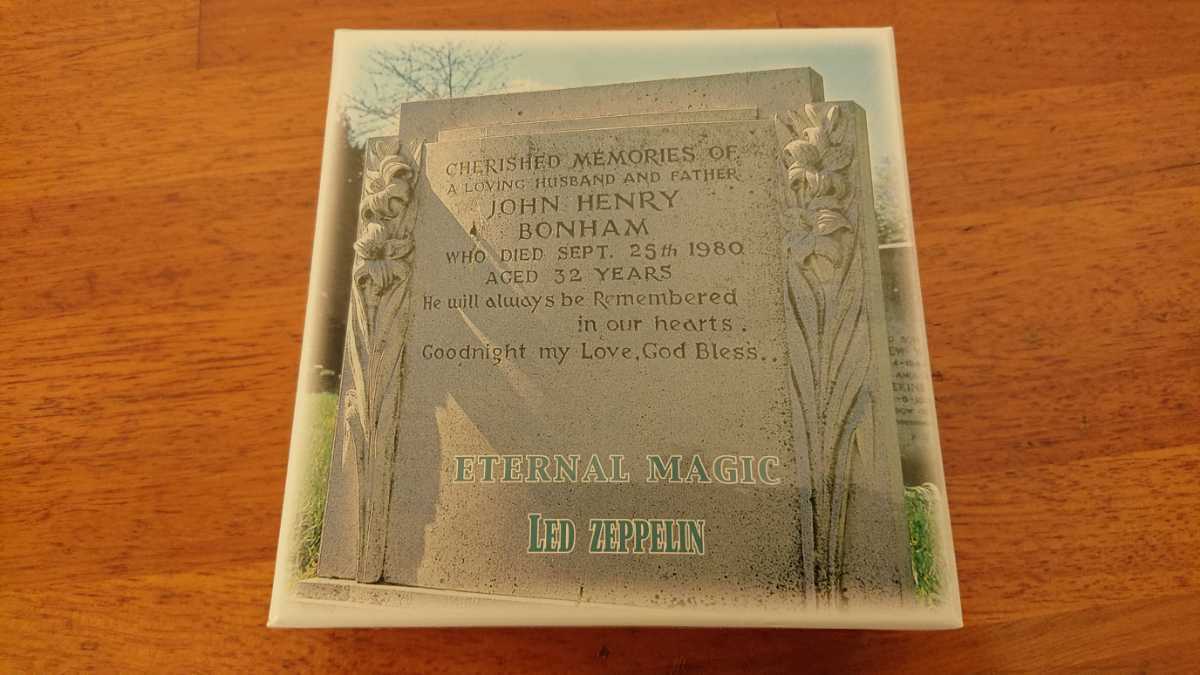 CHERISHED MEMORIES OF
A LOVING HUSBAND AND FATHER
JOHN HENRY
BONHAM
WHO DIED SEPT. 25th 1980
AGED 32 YEARS
He will always be Remembered
in our hearts.
Goodnight my Love, God Bless..
ETERNAL MAGIC
LED ZEPPELIN